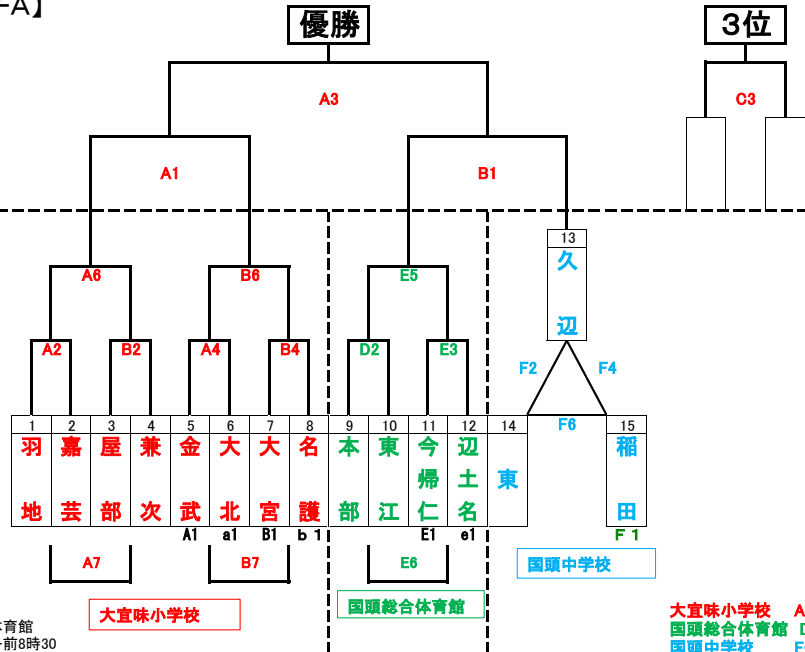 -A】
優勝
3位
A3
C3
A1
B1
13
久辺
A6
B6
E5
A2
B2
A4
B4
D2
E3
F2
F4
F6
1
2
3
4
5
6
7
8
9
10
11
12
14
15
羽地
嘉芸
屋部
兼次
金武
大北
大宮
名護
本部
東江
今帰仁
辺土名
東
稲田
A1
a1
B1
b 1
E1
e1
F 1
A7
B7
E6
国頭中学校
大宜味小学校
国頭総合体育館
大宜味小学校 A
国頭総合体育館 D
国頭中学校 F
体育館
午前8時30